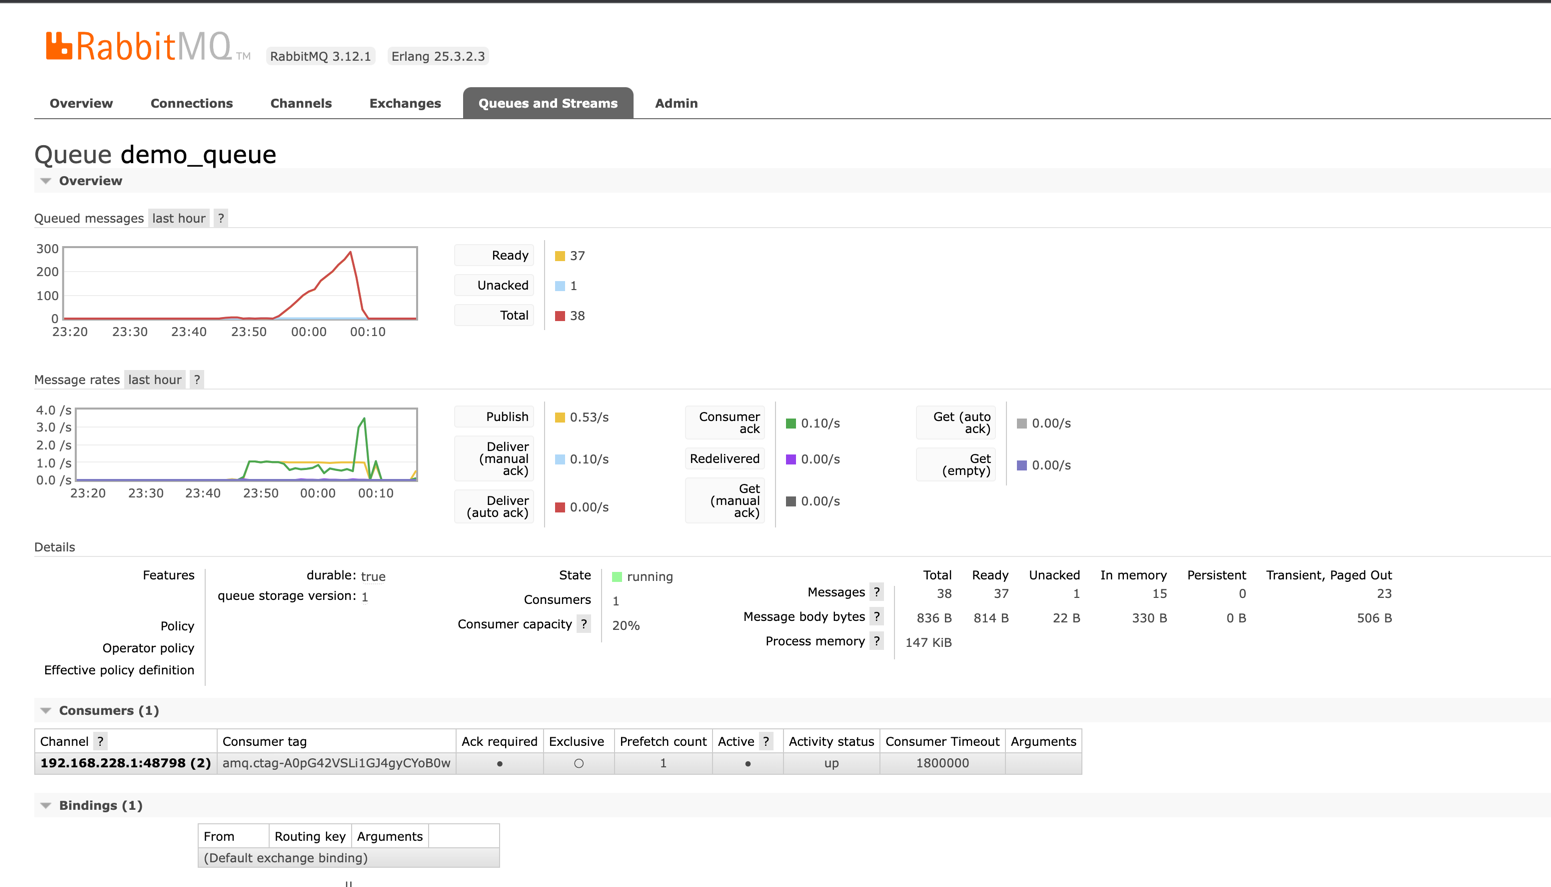 RabbitMQ TM RabbitMQ 3.12.1 Erlang 25.3.2.3
Overview Connections Channels Exchanges Queues and Streams Admin
Queue demo_queue
Overview
Queued messages last hour ?
300
200
100
0
23:20 23:30 23:40 23:50 00:00 00:10
Ready 37
Unacked 1
Total 38
Message rates last hour ?
4.0 /s
3.0 /s
2.0 /s
1.0 /s
0.0 /s
23:20 23:30 23:40 23:50 00:00 00:10
Publish 0.53/s
Deliver
(manual
ack) 0.10/s
Deliver
(auto ack) 0.00/s
Consumer
ack 0.10/s
Redelivered 0.00/s
Get
(manual
ack) 0.00/s
Get (auto
ack) 0.00/s
Get
(empty) 0.00/s
Details
Features durable: true
queue storage version: 1
Policy
Operator policy
Effective policy definition
State running
Consumers 1
Consumer capacity ? 20%
Total Ready Unacked In memory Persistent Transient, Paged Out
Messages ? 38 37 1 15 0 23
Message body bytes ? 836 B 814 B 22 B 330 B 0 B 506 B
Process memory ? 147 KiB
Consumers (1)
Channel ? Consumer tag Ack required Exclusive Prefetch count Active ? Activity status Consumer Timeout Arguments
192.168.228.1:48798 (2) amq.ctag-A0pG42VSLi1GJ4gyCYoB0w ● ○ 1 ● up 1800000
Bindings (1)
From Routing key Arguments
(Default exchange binding)